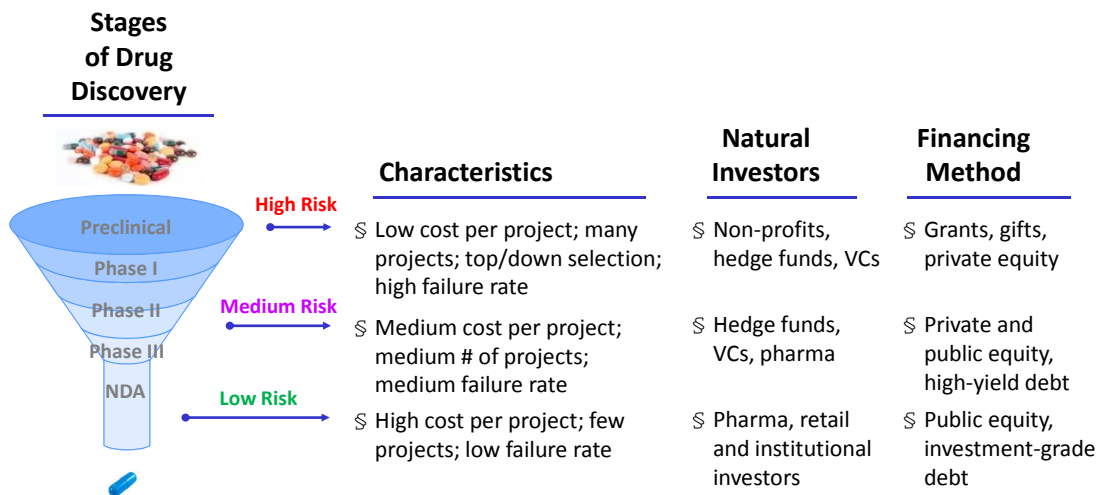 Stages
of Drug
Discovery
Characteristics
Natural
Investors
Financing
Method
Preclinical
Phase I
Phase II
Phase III
NDA
High Risk
§ Low cost per project; many
projects; top/down selection;
high failure rate
§ Non-profits,
hedge funds, VCs
§ Grants, gifts,
private equity
Medium Risk
§ Medium cost per project;
medium # of projects;
medium failure rate
§ Hedge funds,
VCs, pharma
§ Private and
public equity,
high-yield debt
Low Risk
§ High cost per project; few
projects; low failure rate
§ Pharma, retail
and institutional
investors
§ Public equity,
investment-grade
debt